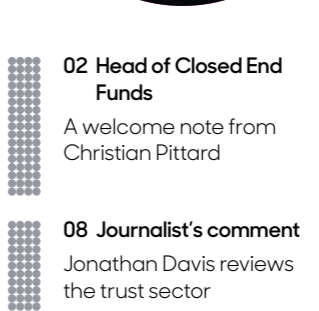 02 Head of Closed End
Funds
A welcome note from
Christian Pittard
08 Journalist's comment
Jonathan Davis reviews
the trust sector